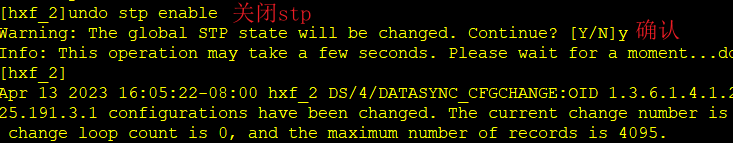 [hxf_2]undo stp enable 关闭stp
Warning: The global STP state will be changed. Continue? [Y/N]y 确认
Info: This operation may take a few seconds. Please wait for a moment...do
[hxf_2]
Apr 13 2023 16:05:22-08:00 hxf_2 DS/4/DATASYNC_CFGCHANGE:OID 1.3.6.1.4.1.2
25.191.3.1 configurations have been changed. The current change number is
change loop count is 0, and the maximum number of records is 4095.